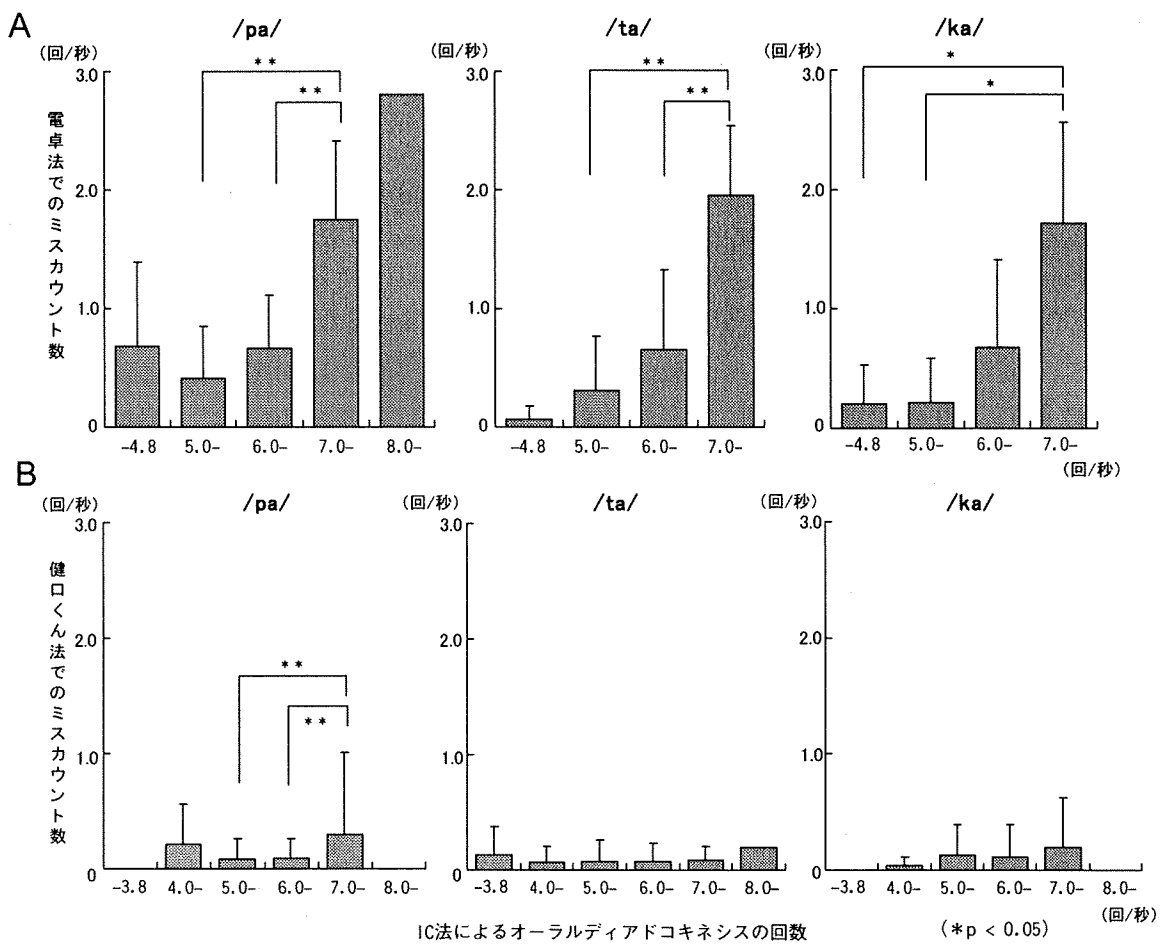 A
/pa/
/ta/
/ka/
(回/秒)
(回/秒)
(回/秒)
電卓法でのミスカウント数
3.0
2.0
1.0
0
** 
**
-4.8 5.0- 6.0- 7.0- 8.0-
3.0
2.0
1.0
0
**
**
-4.8 5.0- 6.0- 7.0-
3.0
2.0
1.0
0
*
*
-4.8 5.0- 6.0- 7.0-
(回/秒)
B
/pa/
/ta/
/ka/
(回/秒)
(回/秒)
(回/秒)
健口くん法でのミスカウント数
3.0
2.0
1.0
0
**
**
-3.8 4.0- 5.0- 6.0- 7.0- 8.0-
3.0
2.0
1.0
0
-3.8 4.0- 5.0- 6.0- 7.0- 8.0-
3.0
2.0
1.0
0
-3.8 4.0- 5.0- 6.0- 7.0- 8.0-
(回/秒)
IC法によるオーラルディアドコキネシスの回数
(*p < 0.05)